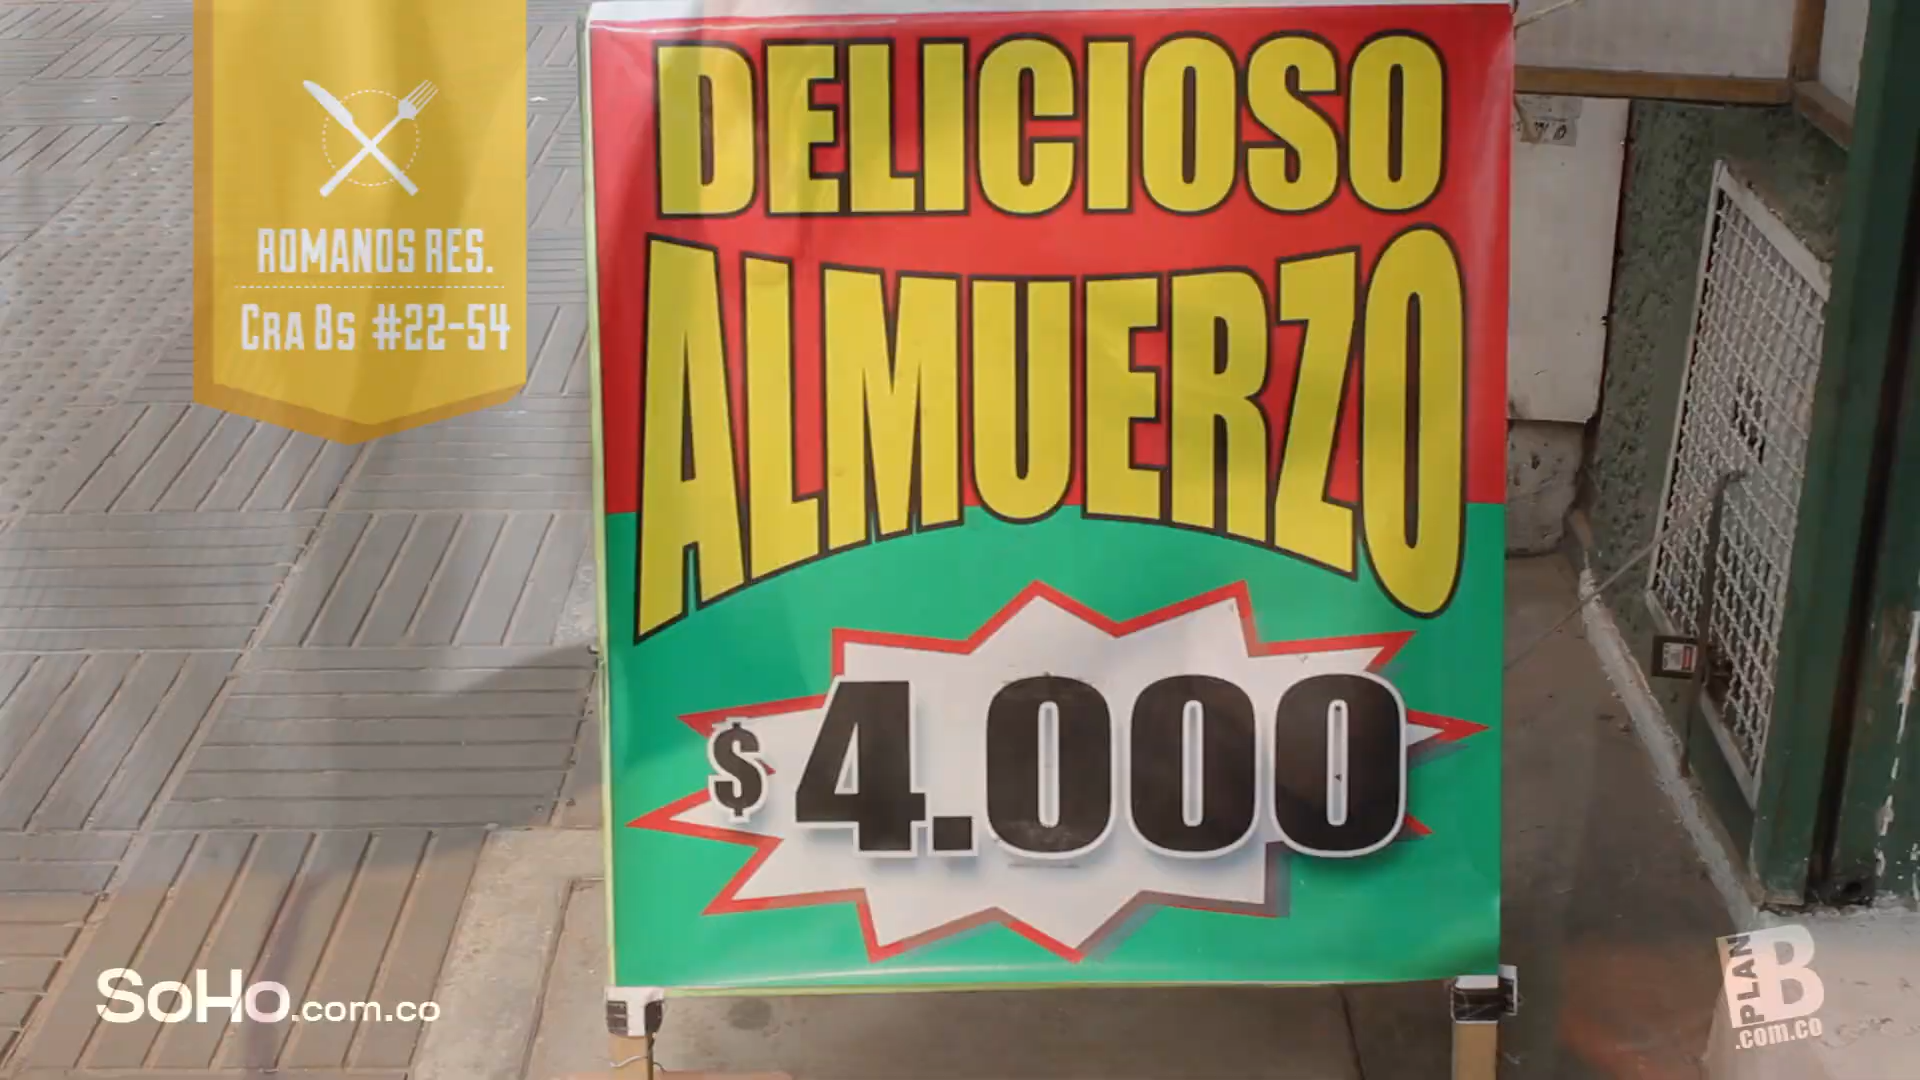 ROMANOS RES.
CRA 8s #22-54
DELICIOSO
ALMUERZO
$4.000
SoHo.com.co
PLAN B
.com.co